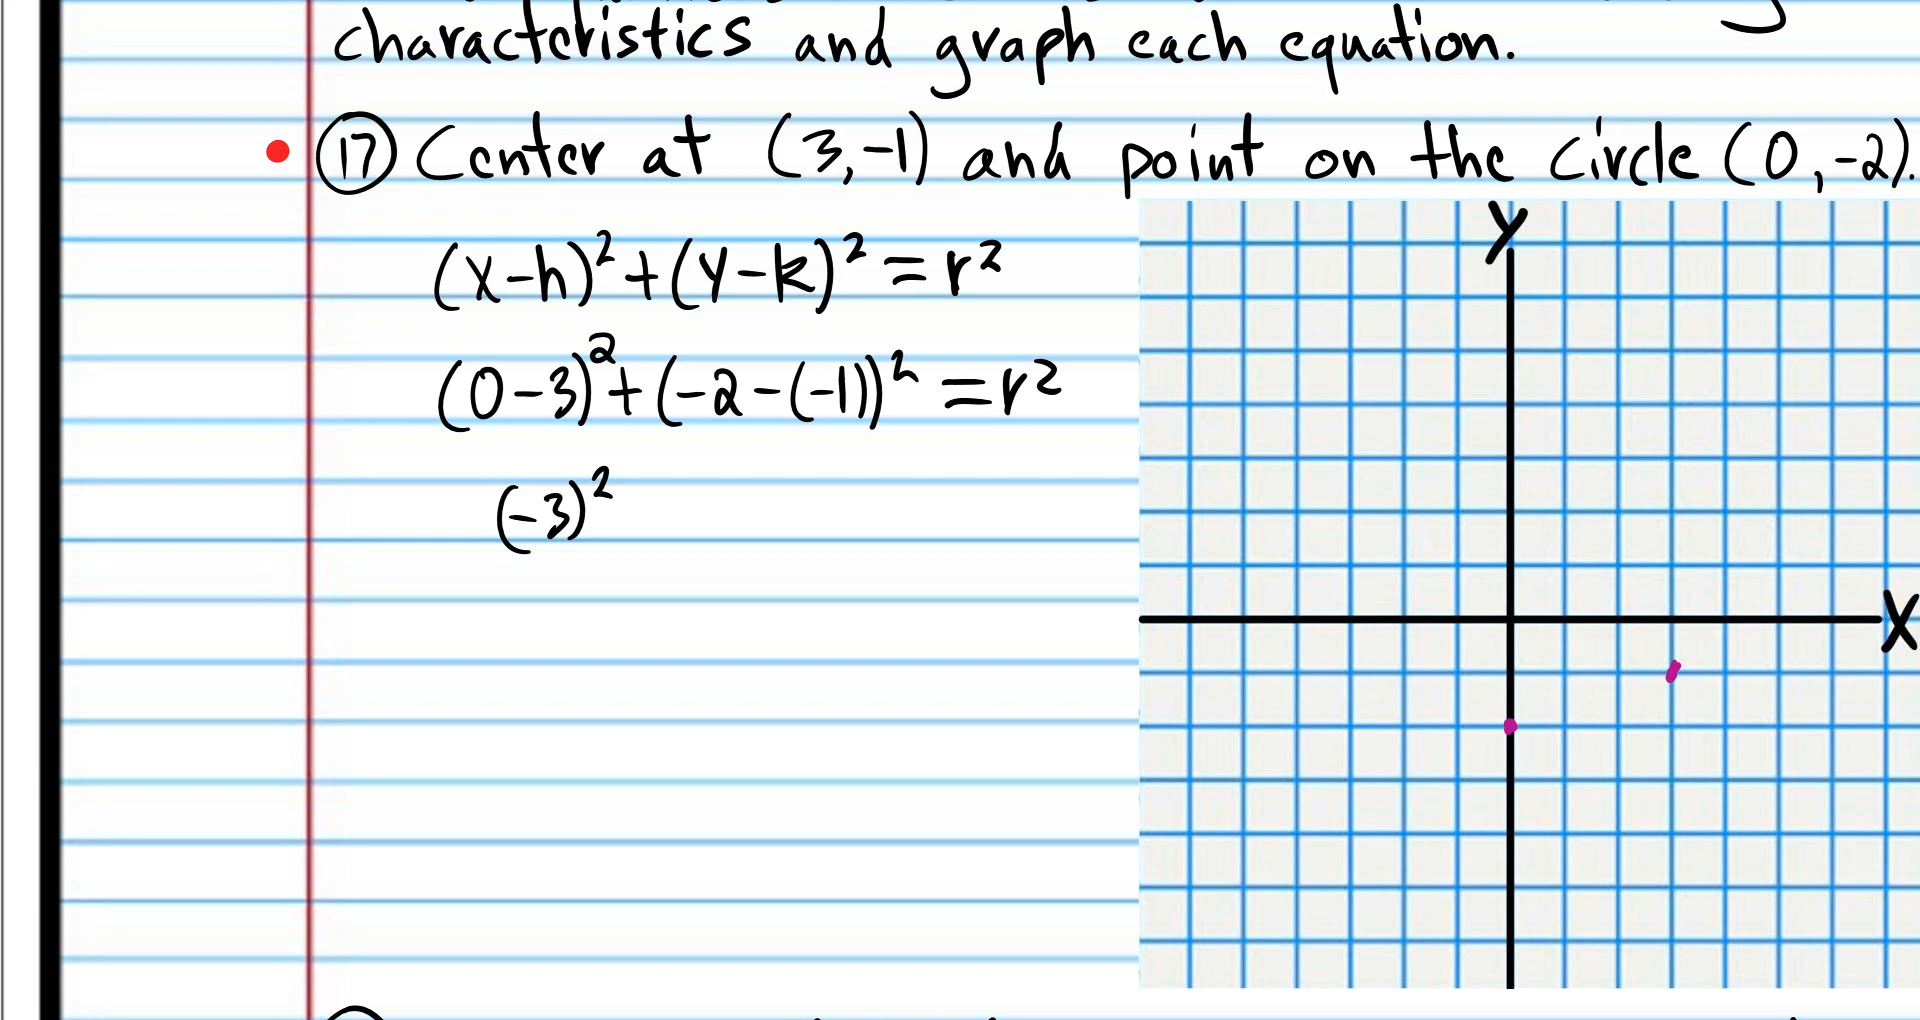 characteristics and graph each equation.
17 Center at (3,-1) and point on the circle (0,-2).
(x-h)²+(y-k)²=r²
(0-3)²+(-2-(-1))²=r²
(-3)²
y
x